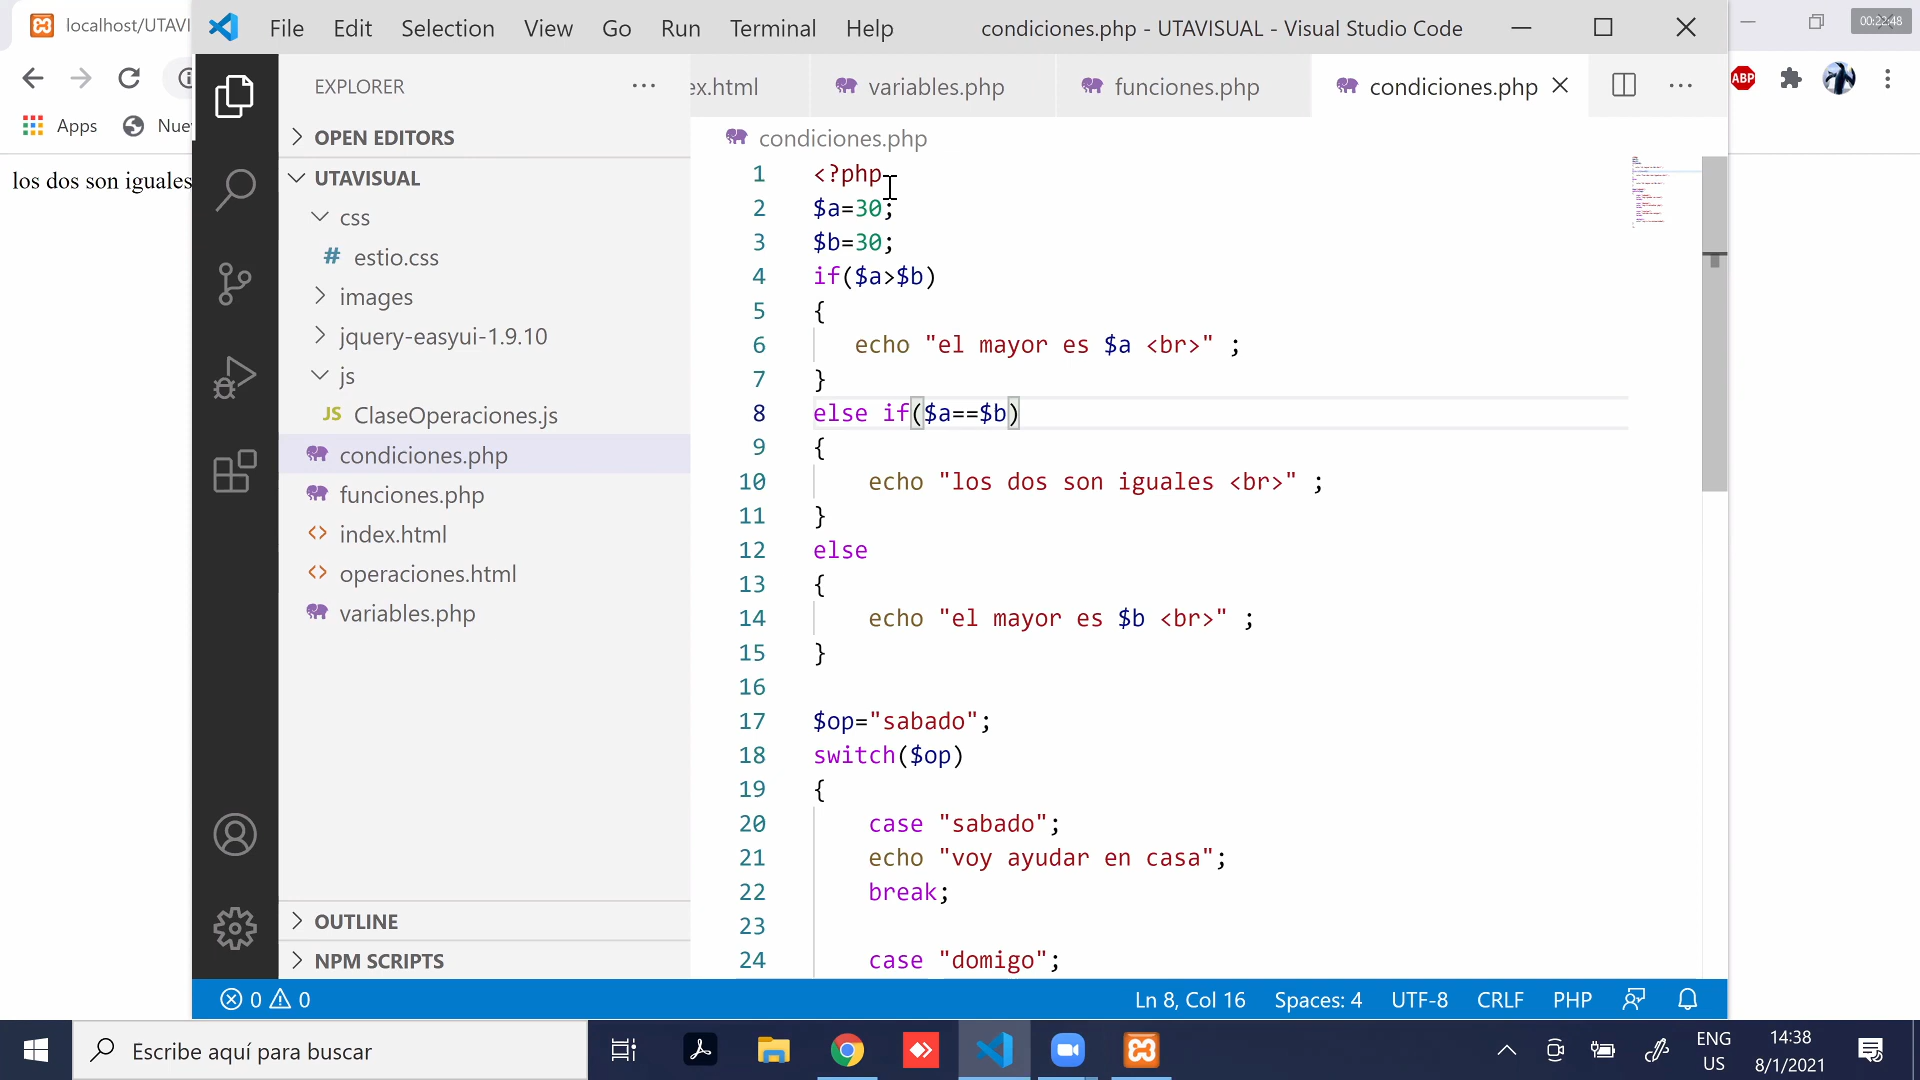 localhost/UTAVI
File Edit Selection View Go Run Terminal Help
condiciones.php - UTAVISUAL - Visual Studio Code
00:22:48
Apps
los dos son iguales
EXPLORER
ex.html
variables.php
funciones.php
condiciones.php
ABP
OPEN EDITORS
UTAVISUAL
css
# estio.css
images
jquery-easyui-1.9.10
js
JS ClaseOperaciones.js
condiciones.php
funciones.php
<> index.html
<> operaciones.html
variables.php
OUTLINE
NPM SCRIPTS
condiciones.php
1 <?php
2 $a=30;
3 $b=30;
4 if($a>$b)
5 {
6 echo "el mayor es $a <br>" ;
7 }
8 else if($a==$b)
9 {
10 echo "los dos son iguales <br>" ;
11 }
12 else
13 {
14 echo "el mayor es $b <br>" ;
15 }
16
17 $op="sabado";
18 switch($op)
19 {
20 case "sabado";
21 echo "voy ayudar en casa";
22 break;
23
24 case "domigo";
0 0
Ln 8, Col 16 Spaces: 4 UTF-8 CRLF PHP
Escribe aquí para buscar
ENG
US
14:38
8/1/2021